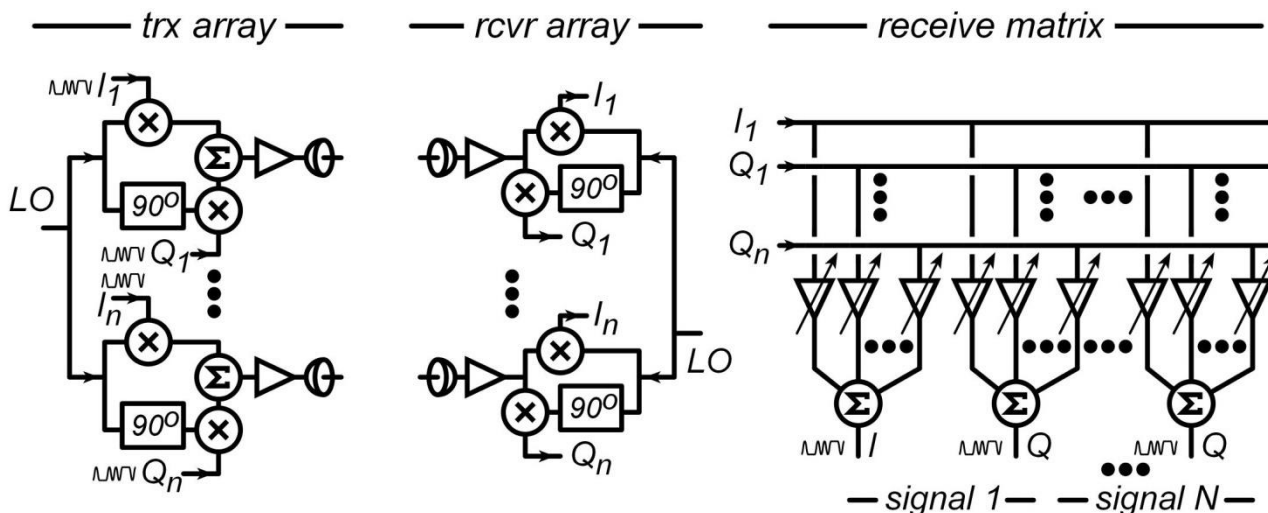 trx array
I1
×
Σ
90o
×
LO
Q1
In
×
Σ
90o
×
Qn
rcvr array
I1
×
×
90o
Q1
In
×
LO
×
90o
Qn
receive matrix
I1
Q1
Qn
Σ
Σ
Σ
I
Q
Q
signal 1
signal N